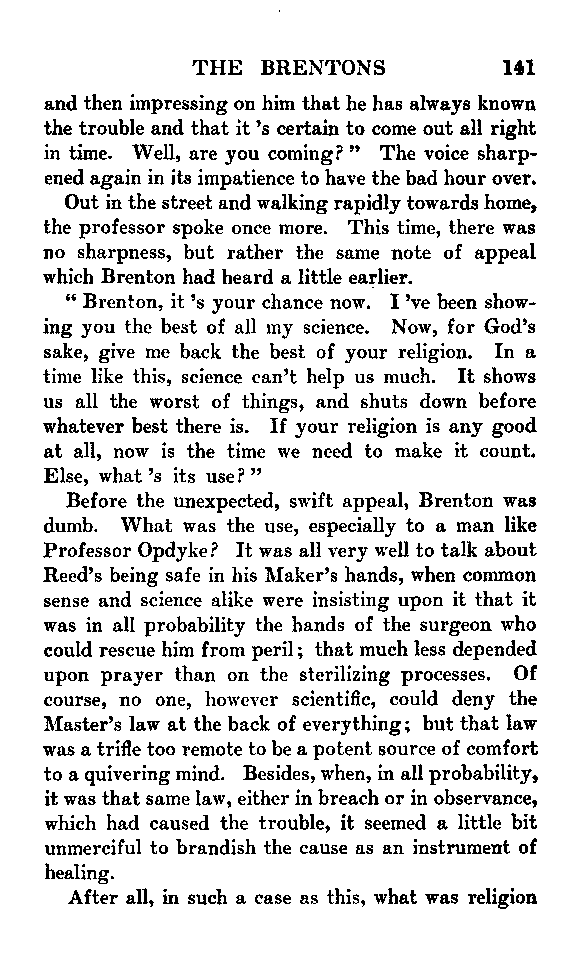 THE BRENTONS 141
and then impressing on him that he has always known
the trouble and that it 's certain to come out all right
in time. Well, are you coming? " The voice sharp-
ened again in its impatience to have the bad hour over.
Out in the street and walking rapidly towards home,
the professor spoke once more. This time, there was
no sharpness, but rather the same note of appeal
which Brenton had heard a little earlier.
" Brenton, it 's your chance now. I 've been show-
ing you the best of all my science. Now, for God's
sake, give me back the best of your religion. In a
time like this, science can't help us much. It shows
us all the worst of things, and shuts down before
whatever best there is. If your religion is any good
at all, now is the time we need to make it count.
Else, what 's its use? "
Before the unexpected, swift appeal, Brenton was
dumb. What was the use, especially to a man like
Professor Opdyke? It was all very well to talk about
Reed's being safe in his Maker's hands, when common
sense and science alike were insisting upon it that it
was in all probability the hands of the surgeon who
could rescue him from peril; that much less depended
upon prayer than on the sterilizing processes. Of
course, no one, however scientific, could deny the
Master's law at the back of everything; but that law
was a trifle too remote to be a potent source of comfort
to a quivering mind. Besides, when, in all probability,
it was that same law, either in breach or in observance,
which had caused the trouble, it seemed a little bit
unmerciful to brandish the cause as an instrument of
healing.
After all, in such a case as this, what was religion